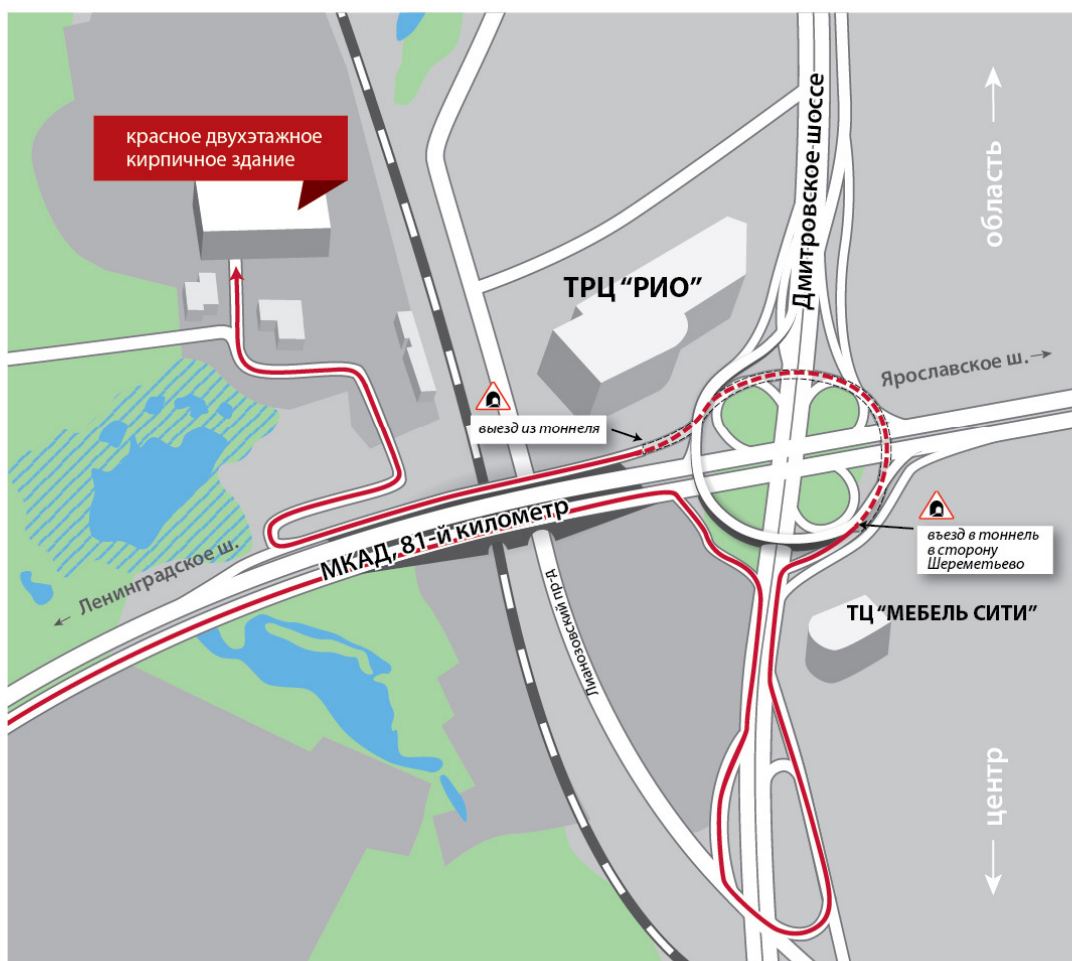 красное двухэтажное
кирпичное здание
Дмитровское шоссе
область
ТРЦ “РИО”
Ярославское ш.
выезд из тоннеля
МКАД, 81-й километр
въезд в тоннель
в сторону
Шереметьево
Ленинградское ш.
Лианозовский пр-д
ТЦ “МЕБЕЛЬ СИТИ”
центр